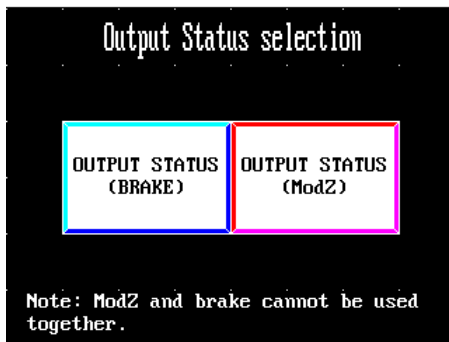 Output Status selection
OUTPUT STATUS OUTPUT STATUS
(BRAKE) (ModZ)
Note: ModZ and brake cannot be used
together.